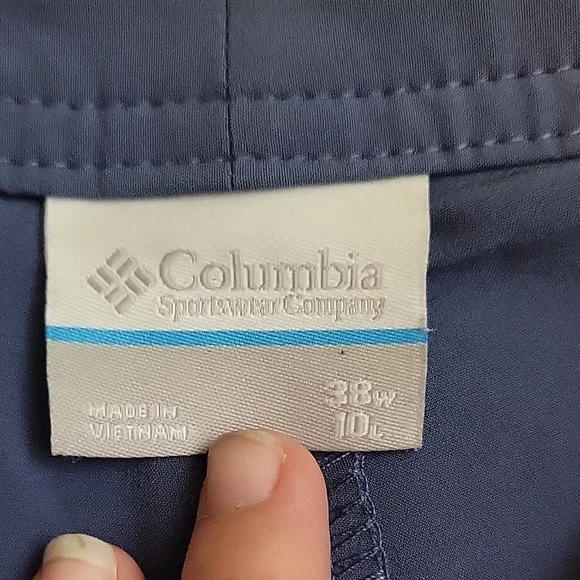 Columbia
Sportswear Company
38W
10L
MADE IN
VIETNAM